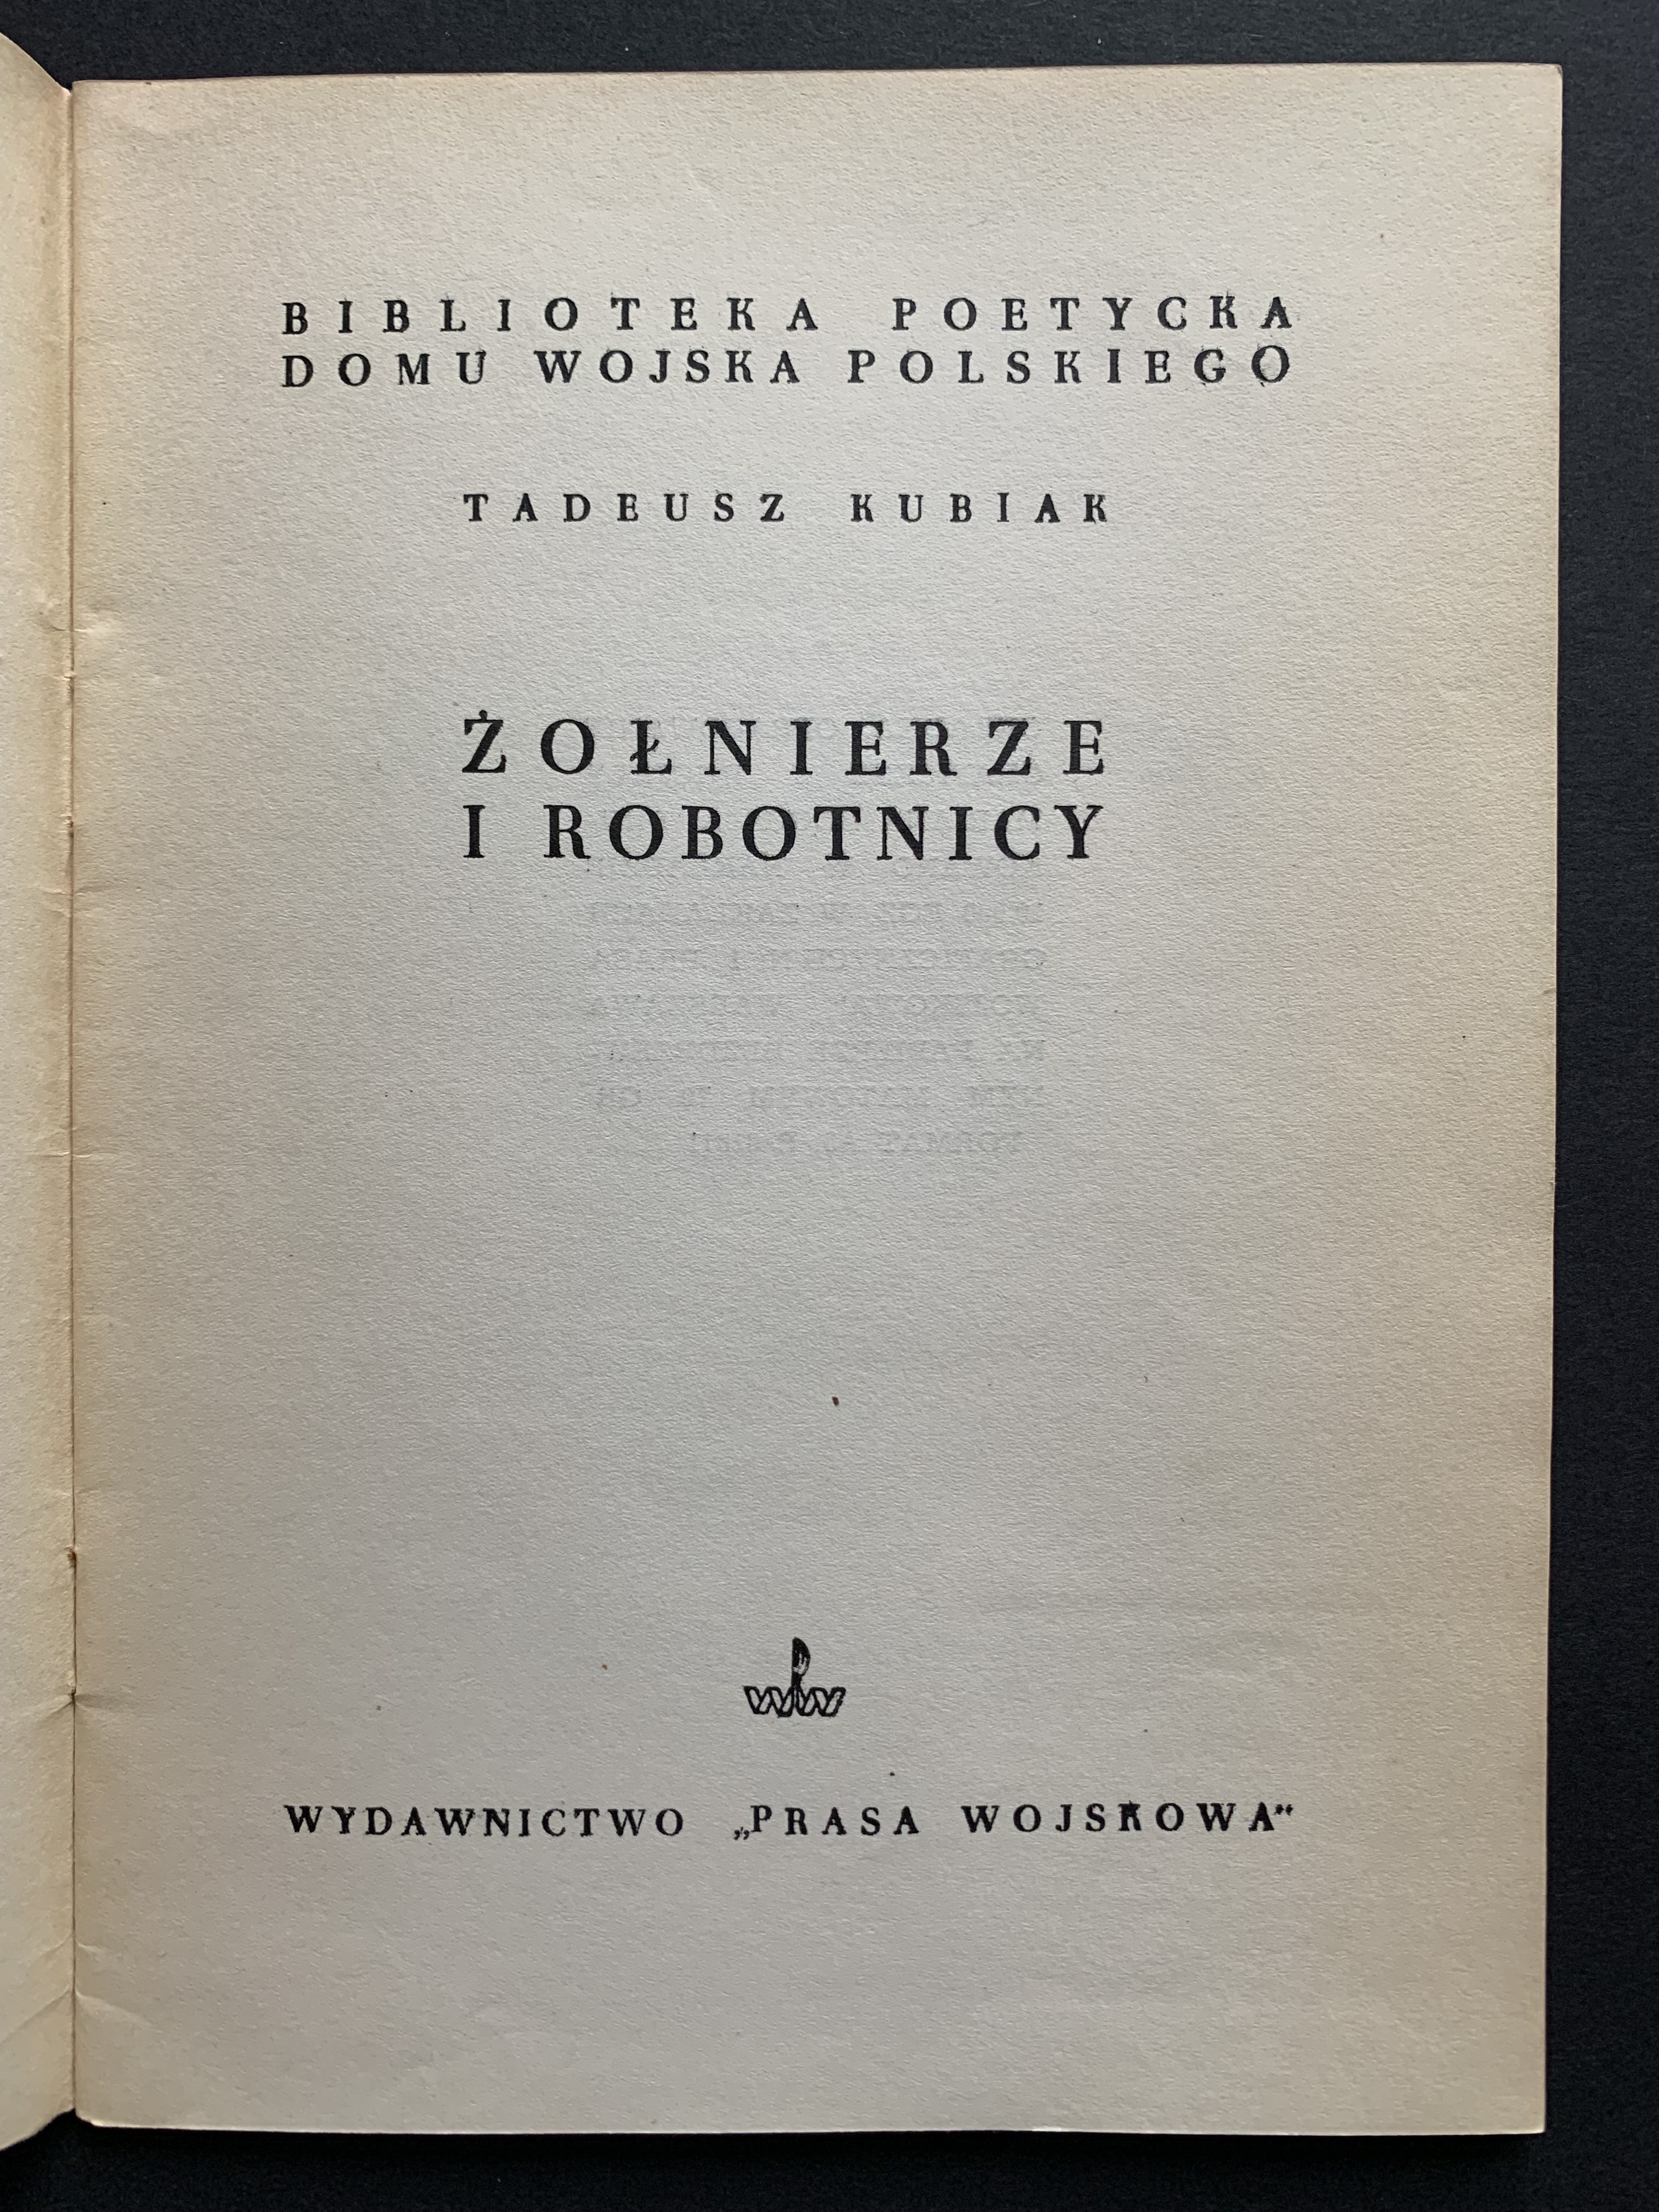 BIBLIOTEKA POETYCKA
DOMU WOJSKA POLSKIEGO
TADEUSZ KUBIAK
ŻOŁNIERZE
I ROBOTNICY
WYDAWNICTWO „PRASA WOJSKOWA"